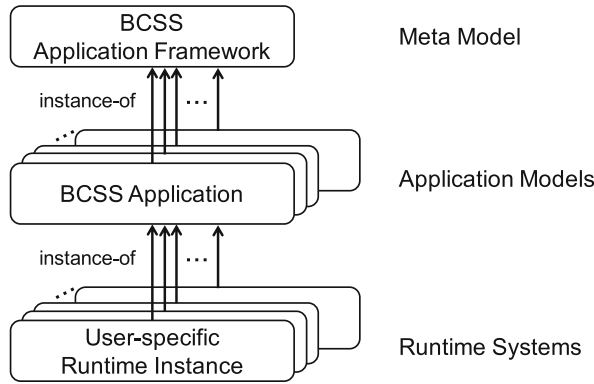 BCSS
Application Framework
Meta Model
instance-of
...
...
BCSS Application
Application Models
instance-of
...
...
User-specific
Runtime Instance
Runtime Systems